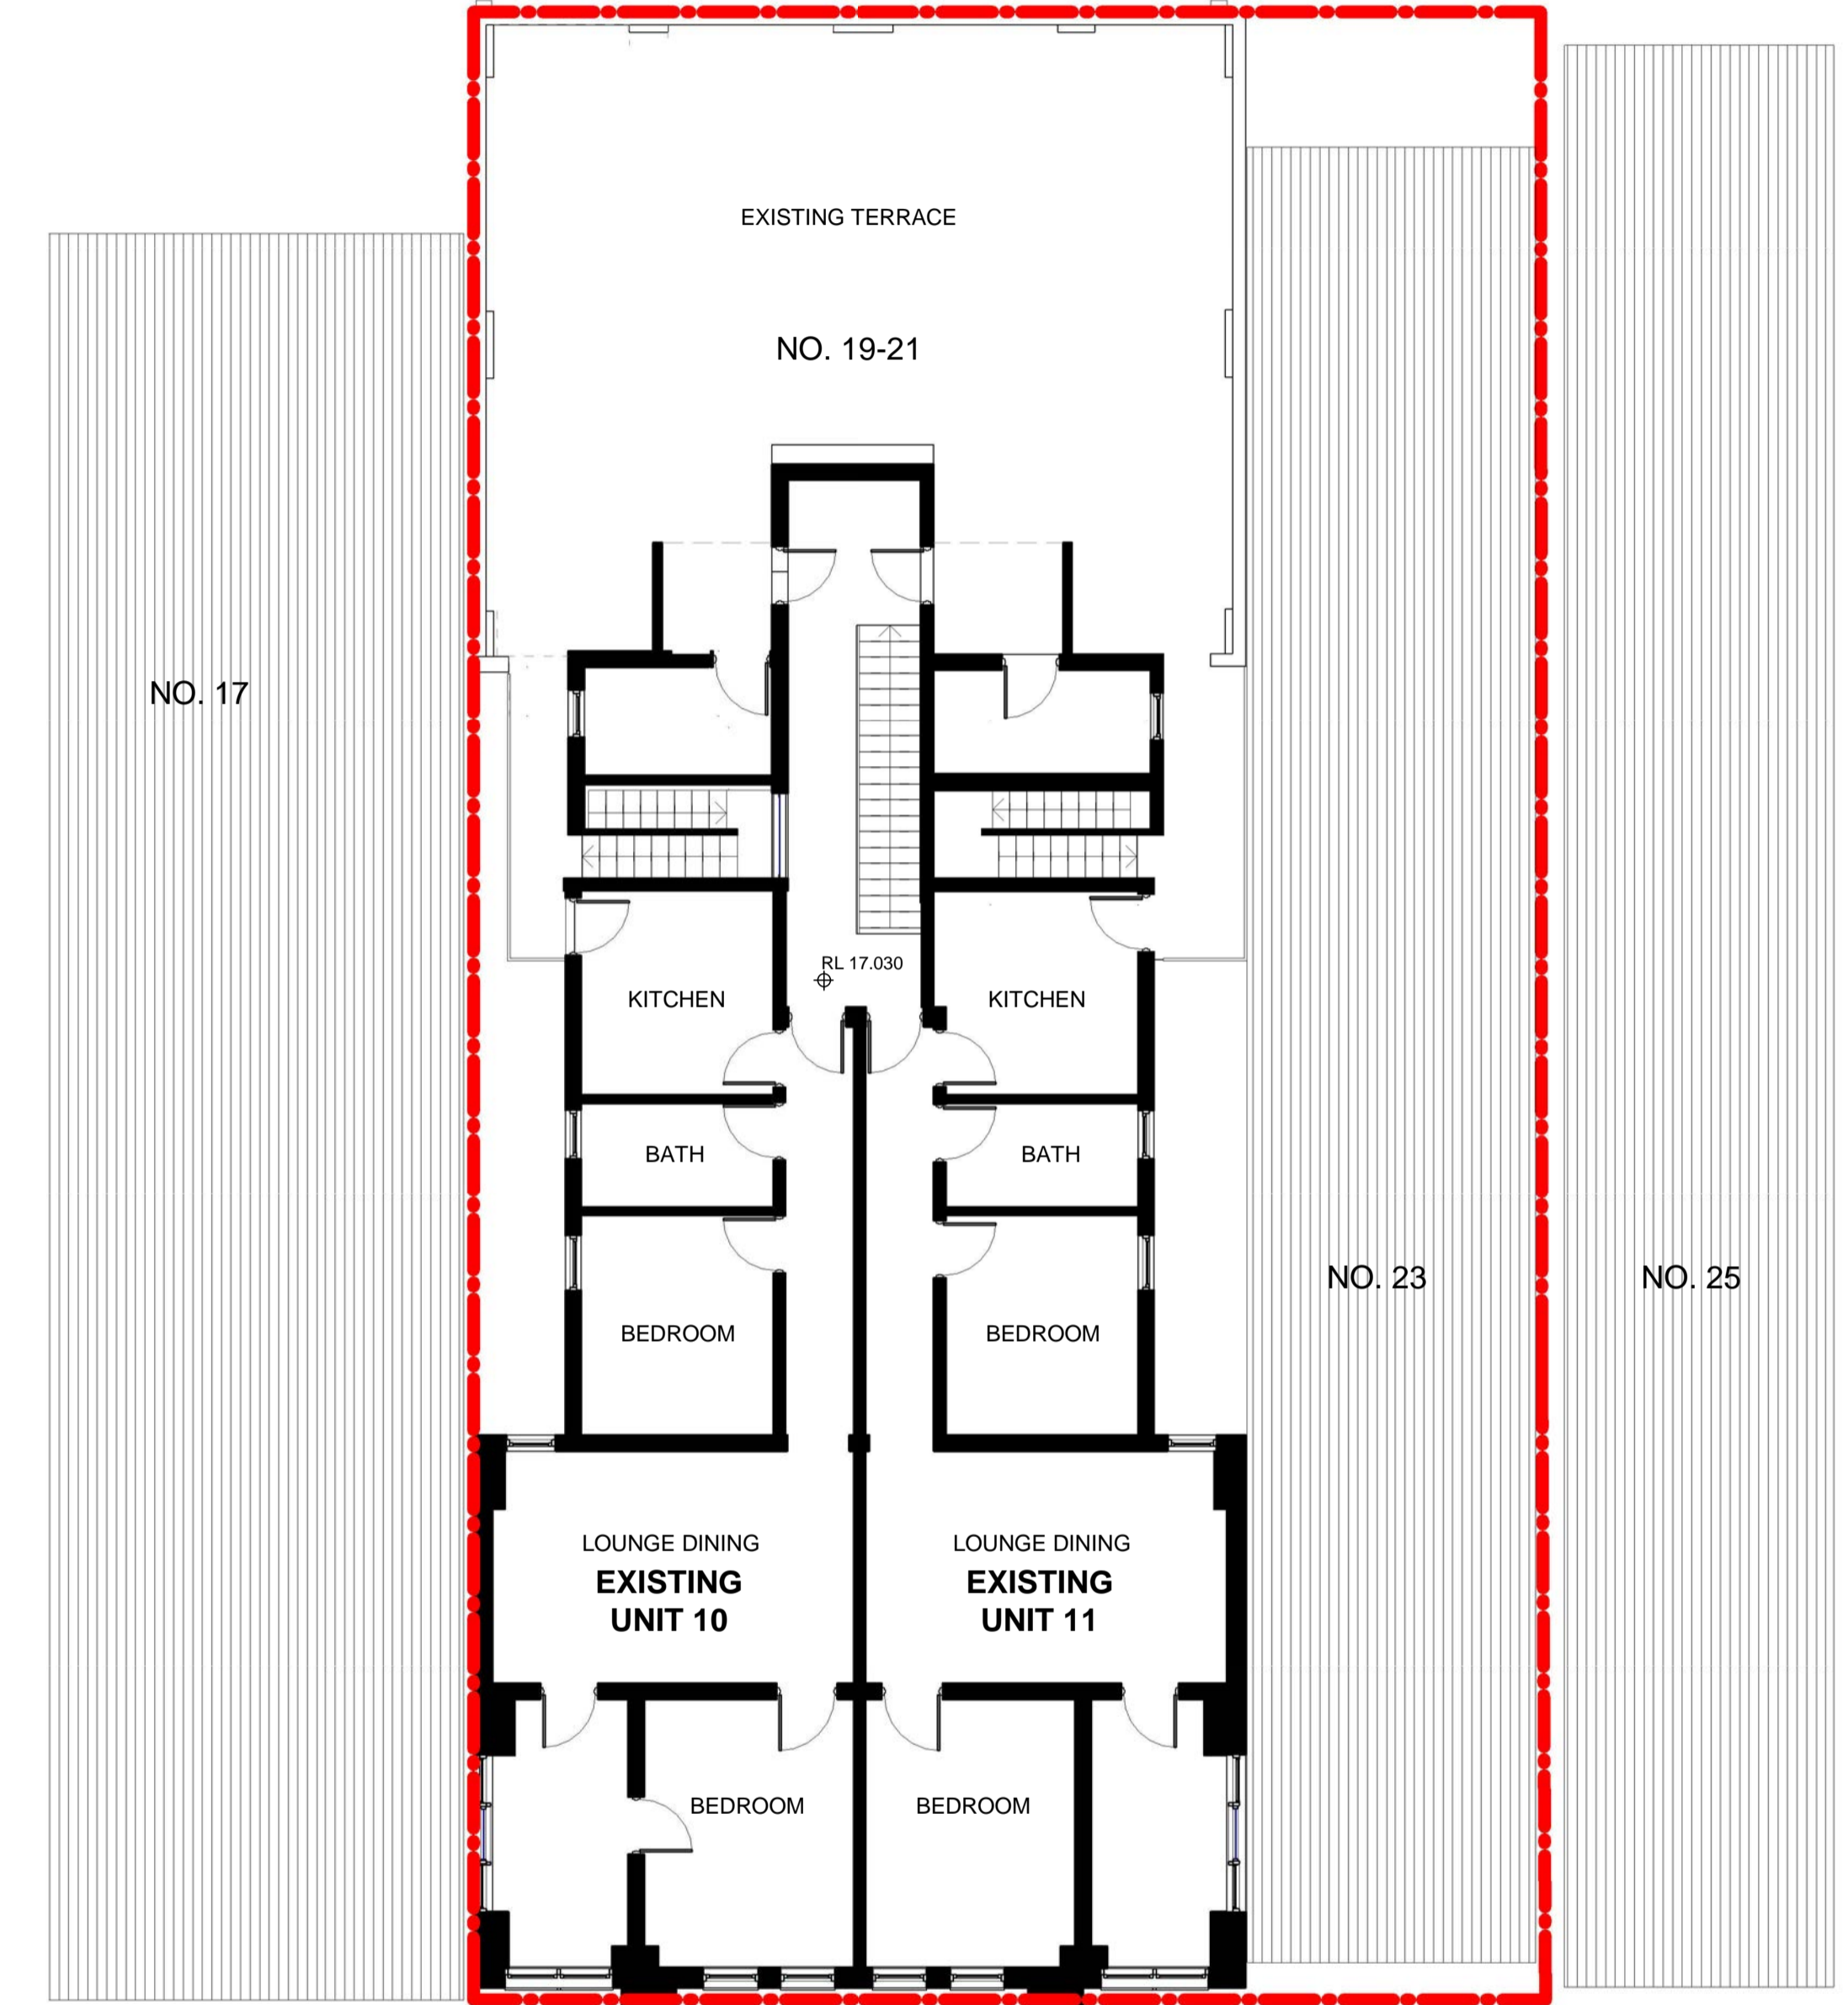 EXISTING TERRACE
NO. 19-21
NO. 17
RL 17.030
KITCHEN
KITCHEN
BATH
BATH
NO. 23
NO. 25
BEDROOM
BEDROOM
LOUNGE DINING
EXISTING
UNIT 10
LOUNGE DINING
EXISTING
UNIT 11
BEDROOM
BEDROOM